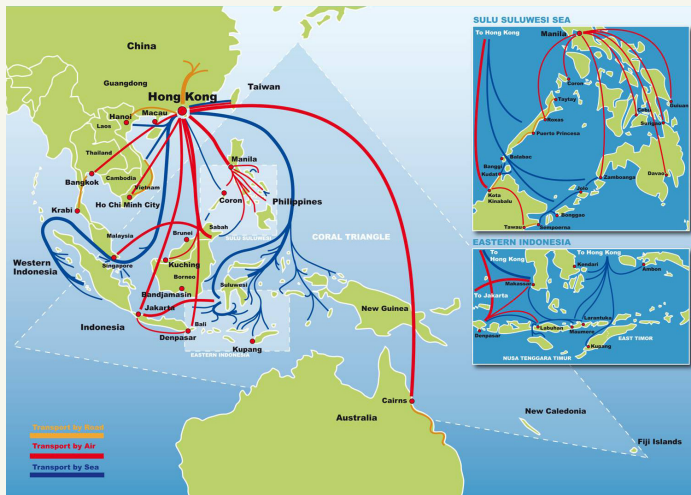 China
Guangdong
Hong Kong
Taiwan
Hanoi
Macau
Laos
Thailand
Cambodia
Vietnam
Bangkok
Ho Chi Minh City
Krabi
Manila
Coron
Philippines
Sabah
SULU SULUWESI
CORAL TRIANGLE
Malaysia
Brunei
Western
Indonesia
Singapore
Kuching
Borneo
Suluwesi
Bandjamasin
Jakarta
Indonesia
Bali
Denpasar
EASTERN INDONESIA
Kupang
New Guinea
Cairns
Australia
New Caledonia
Fiji Islands
Transport by Road
Transport by Air
Transport by Sea
SULU SULUWESI SEA
To Hong Kong
Manila
Coron
Taytay
Roxas
Puerto Princesa
Cebu
Surigao
Guiuan
Balabac
Banggi
Kudat
Kota
Kinabulu
Zamboanga
Davao
Jolo
Bonggao
Tawau
Semporna
EASTERN INDONESIA
To
Hong Kong
To Hong Kong
Kendari
Ambon
Makassar
To Jakarta
Denpasar
Labuhan
Larantuka
Maumere
EAST TIMOR
Kupang
NUSA TENGGARA TIMUR